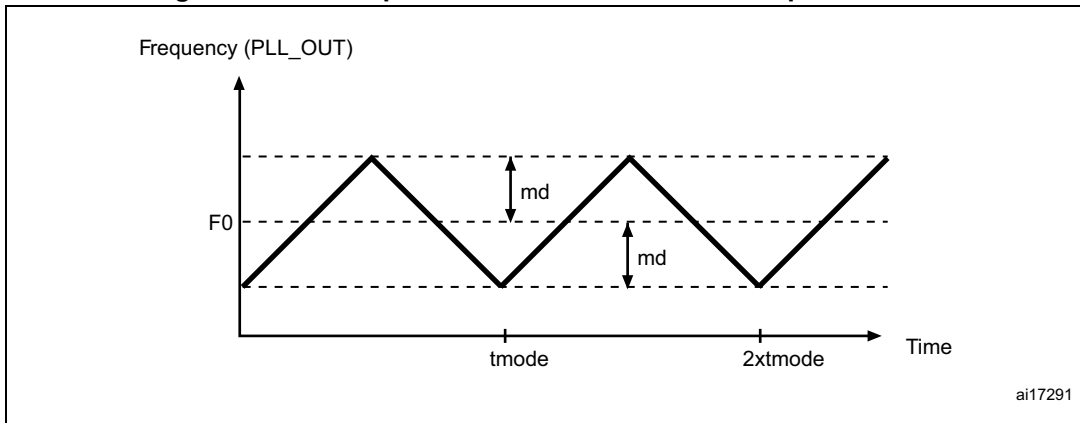 Frequency (PLL_OUT)
md
F0
md
tmode
2xtmode
Time
ai17291